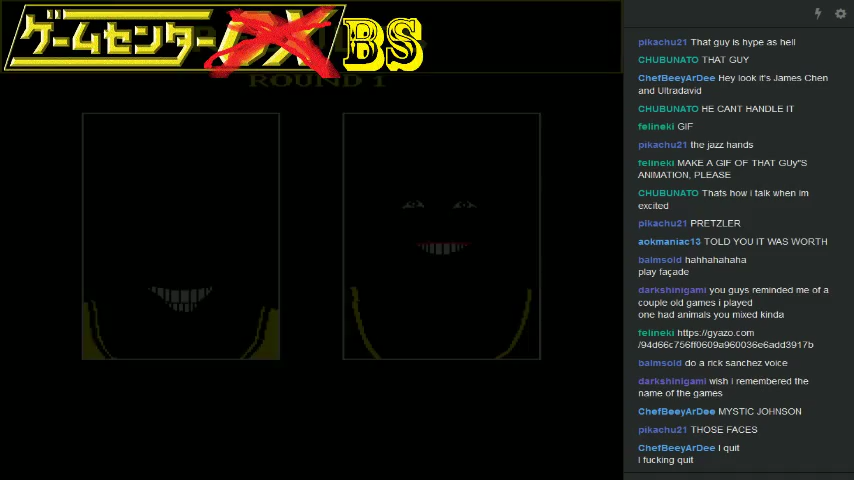 ゲームセンターDX BS
ROUND 1
pikachu21 That guy is hype as hell
CHUBUNATO THAT GUY
ChefBeeyArDee Hey look it's James Chen
and Ultradavid
CHUBUNATO HE CANT HANDLE IT
felineki GIF
pikachu21 the jazz hands
felineki MAKE A GIF OF THAT GUy"S
ANIMATION, PLEASE
CHUBUNATO Thats how i talk when im
excited
pikachu21 PRETZLER
aokmaniac13 TOLD YOU IT WAS WORTH
balmsold hahhahahaha
play façade
darkshinigami you guys reminded me of a
couple old games i played
one had animals you mixed kinda
felineki https://gyazo.com
/94d66c756ff0609a960036e6add3917b
balmsold do a rick sanchez voice
darkshinigami wish i remembered the
name of the games
ChefBeeyArDee MYSTIC JOHNSON
pikachu21 THOSE FACES
ChefBeeyArDee I quit
I fucking quit